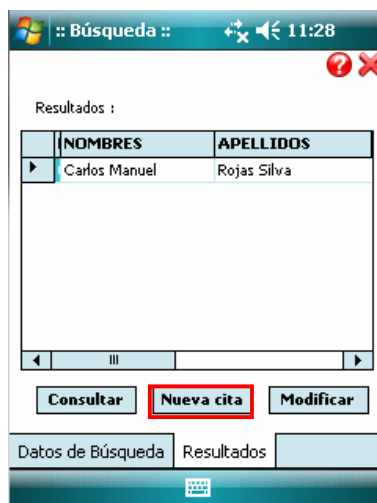 :: Búsqueda :: 11:28
Resultados :
NOMBRES APELLIDOS
Carlos Manuel Rojas Silva
Consultar Nueva cita Modificar
Datos de Búsqueda Resultados